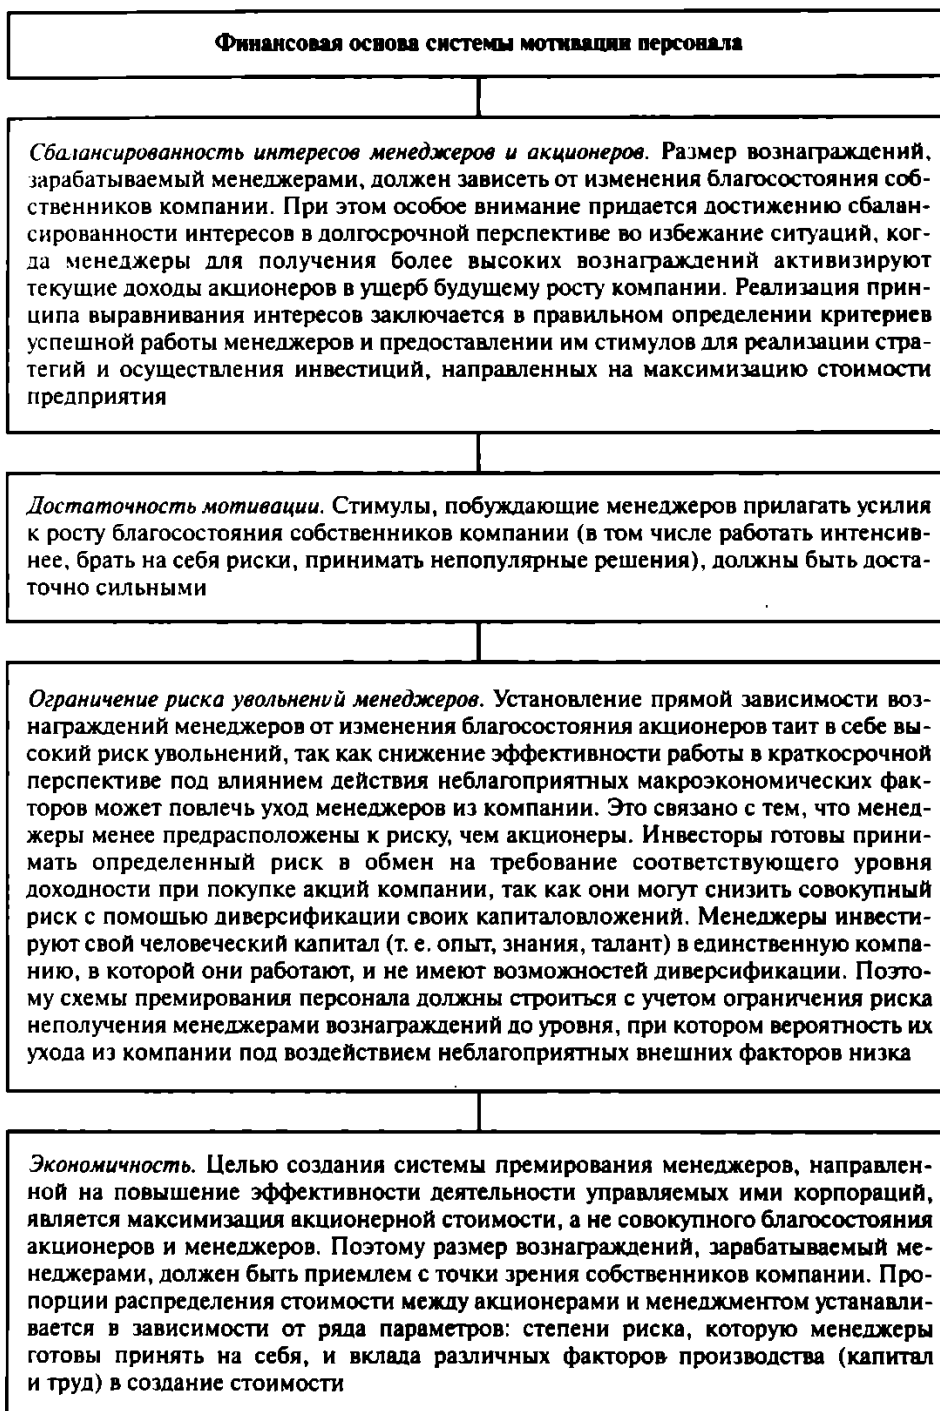 Финансовая основа системы мотивации персонала
Сбалансированность интересов менеджеров и акционеров. Размер вознаграждений,
зарабатываемый менеджерами, должен зависеть от изменения благосостояния соб-
ственников компании. При этом особое внимание придается достижению сбалан-
сированности интересов в долгосрочной перспективе во избежание ситуаций, ког-
да менеджеры для получения более высоких вознаграждений активизируют
текущие доходы акционеров в ущерб будущему росту компании. Реализация прин-
ципа выравнивания интересов заключается в правильном определении критериев
успешной работы менеджеров и предоставлении им стимулов для реализации стра-
тегий и осуществления инвестиций, направленных на максимизацию стоимости
предприятия
Достаточность мотивации. Стимулы, побуждающие менеджеров прилагать усилия
к росту благосостояния собственников компании (в том числе работать интенсив-
нее, брать на себя риски, принимать непопулярные решения), должны быть доста-
точно сильными
Ограничение риска увольнений менеджеров. Установление прямой зависимости воз-
награждений менеджеров от изменения благосостояния акционеров таит в себе вы-
сокий риск увольнений, так как снижение эффективности работы в краткосрочной
перспективе под влиянием действия неблагоприятных макроэкономических фак-
торов может повлечь уход менеджеров из компании. Это связано с тем, что менед-
жеры менее предрасположены к риску, чем акционеры. Инвесторы готовы прини-
мать определенный риск в обмен на требование соответствующего уровня
доходности при покупке акций компании, так как они могут снизить совокупный
риск с помощью диверсификации своих капиталовложений. Менеджеры инвести-
руют свой человеческий капитал (т. е. опыт, знания, талант) в единственную компа-
нию, в которой они работают, и не имеют возможностей диверсификации. Поэто-
му схемы премирования персонала должны строиться с учетом ограничения риска
неполучения менеджерами вознаграждений до уровня, при котором вероятность их
ухода из компании под воздействием неблагоприятных внешних факторов низка
Экономичность. Целью создания системы премирования менеджеров, направлен-
ной на повышение эффективности деятельности управляемых ими корпораций,
является максимизация акционерной стоимости, а не совокупного благосостояния
акционеров и менеджеров. Поэтому размер вознаграждений, зарабатываемый ме-
неджерами, должен быть приемлем с точки зрения собственников компании. Про-
порции распределения стоимости между акционерами и менеджментом устанавли-
вается в зависимости от ряда параметров: степени риска, которую менеджеры
готовы принять на себя, и вклада различных факторов производства (капитал
и труд) в создание стоимости